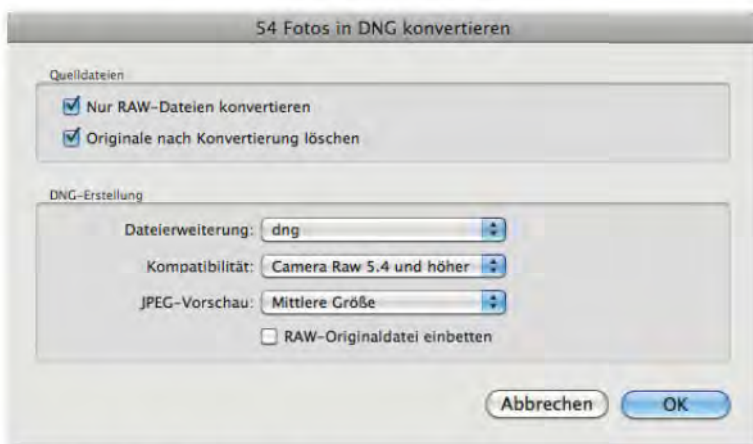 54 Fotos in DNG konvertieren
Quelldateien
Nur RAW-Dateien konvertieren
Originale nach Konvertierung löschen
DNG-Erstellung
Dateierweiterung: dng
Kompatibilität: Camera Raw 5.4 und höher
JPEG-Vorschau: Mittlere Größe
RAW-Originaldatei einbetten
Abbrechen OK